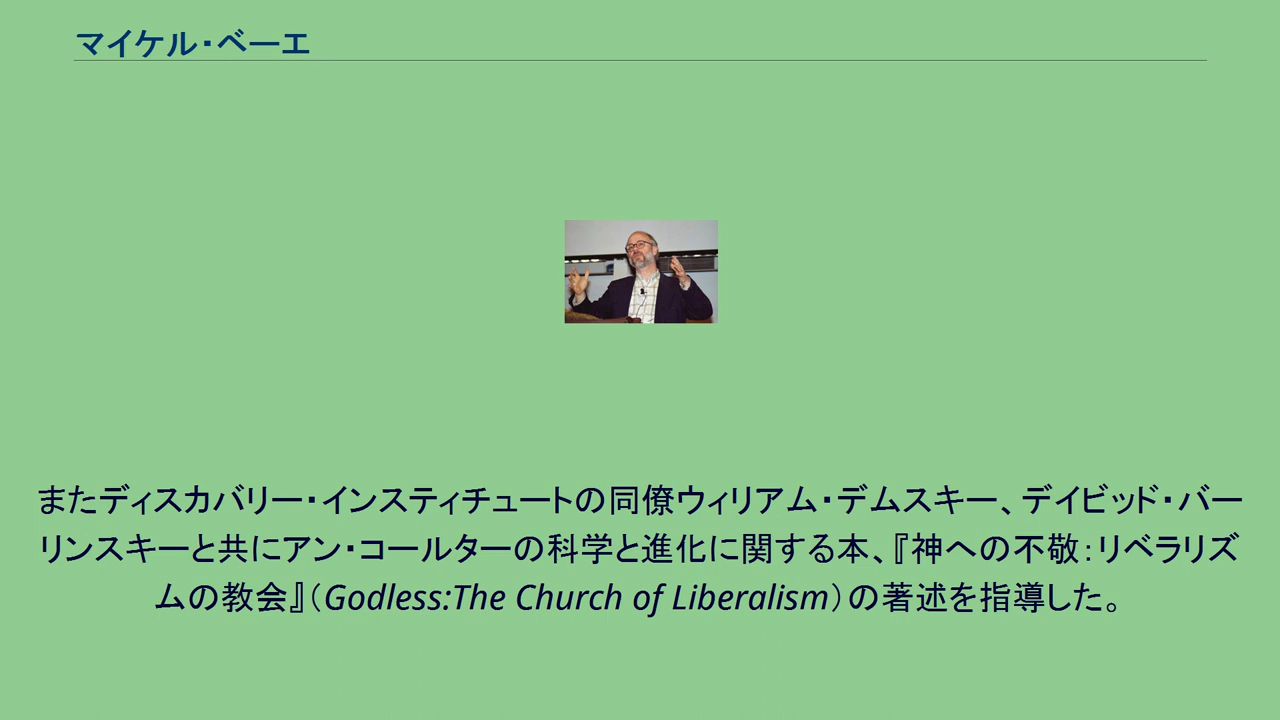 マイケル・ベーエ
またディスカバリー・インスティチュートの同僚ウィリアム・デムスキー、デイビッド・バー
リンスキーと共にアン・コールターの科学と進化に関する本、『神への不敬：リベラリズ
ムの教会』（Godless:The Church of Liberalism）の著述を指導した。